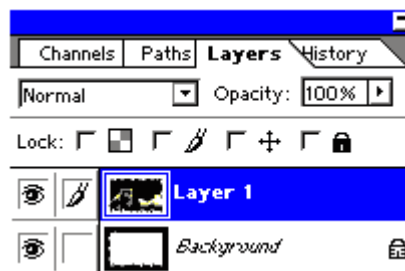 Channels Paths Layers History
Normal Opacity: 100%
Lock:
Layer 1
Background